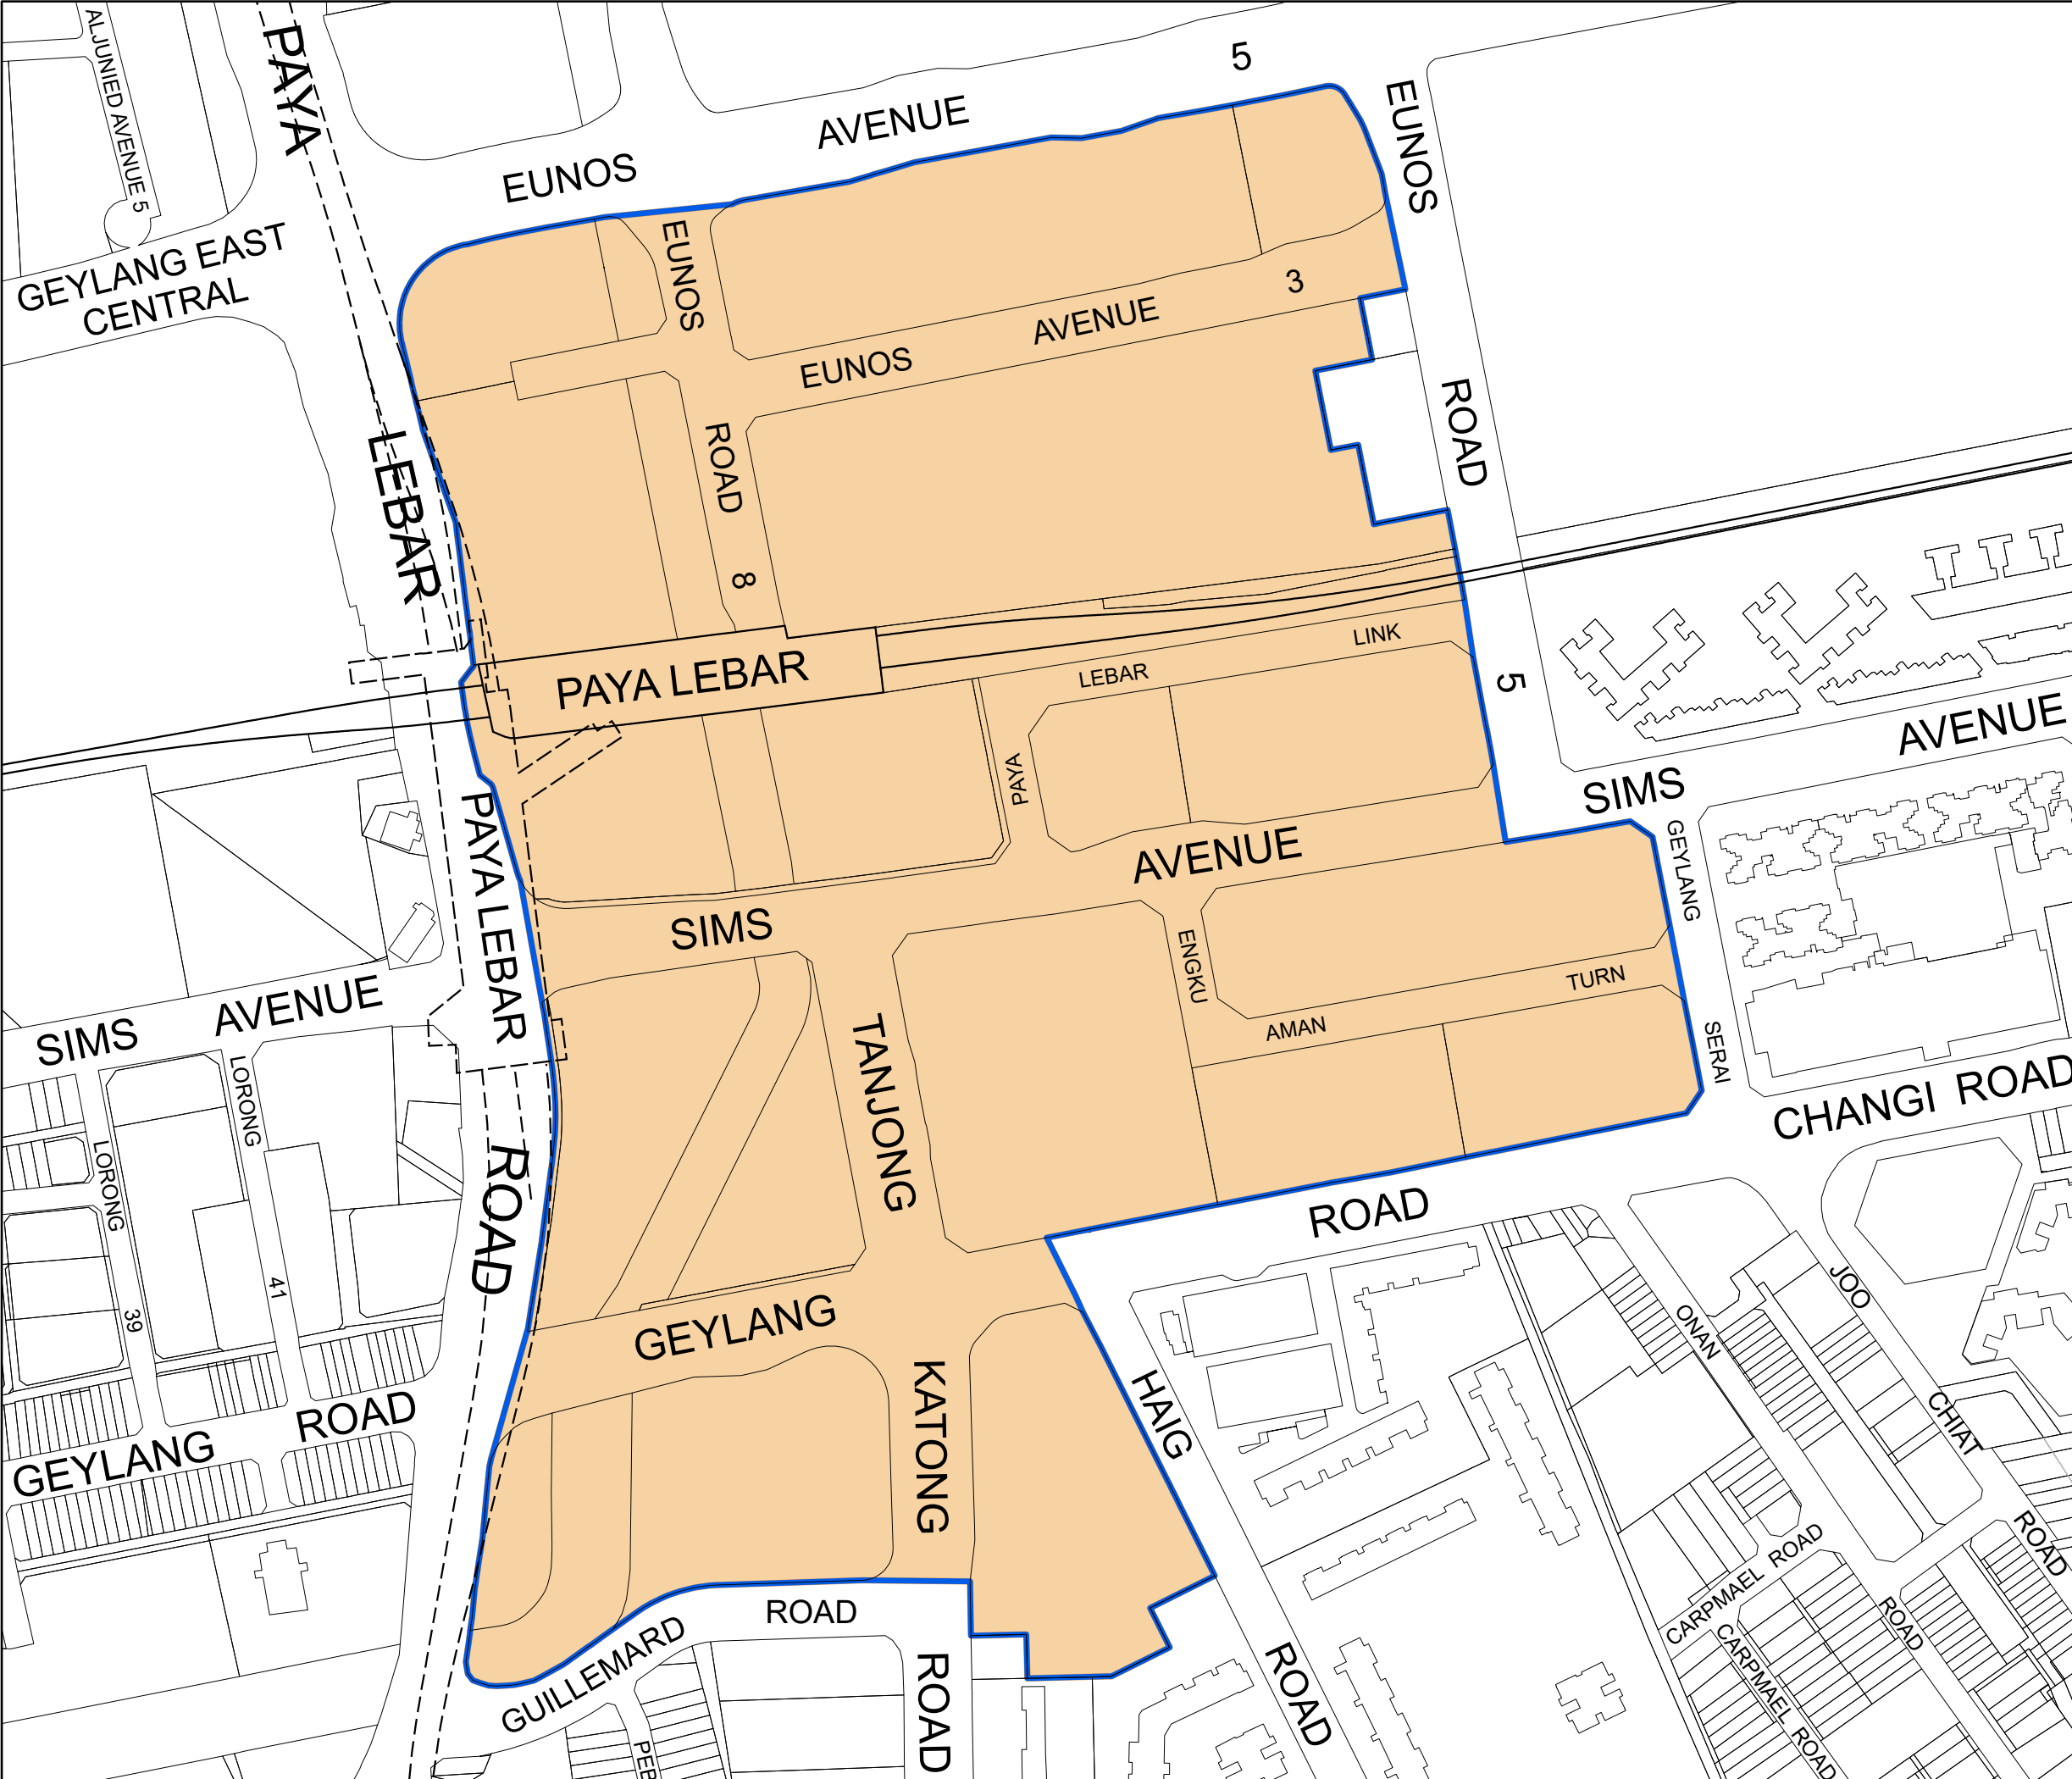 ALJUNIED AVENUE 5
PAYA
LEBAR
EUNOS
AVENUE
5
EUNOS
ROAD
5
GEYLANG EAST
CENTRAL
EUNOS
ROAD
8
EUNOS
AVENUE
3
PAYA LEBAR
LEBAR
LINK
PAYA
SIMS
AVENUE
PAYA LEBAR
ROAD
SIMS
AVENUE
SIMS
AVENUE
GEYLANG
SERAI
ENGKU
AMAN
TURN
CHANGI ROAD
LORONG
41
LORONG
39
TANJONG
KATONG
ROAD
GEYLANG
ROAD
GEYLANG
ROAD
HAIG
ROAD
ONAN
ROAD
JOO
CHIAT
ROAD
CARPMAEL ROAD
CARPMAEL ROAD
GUILLEMARD
ROAD
PER